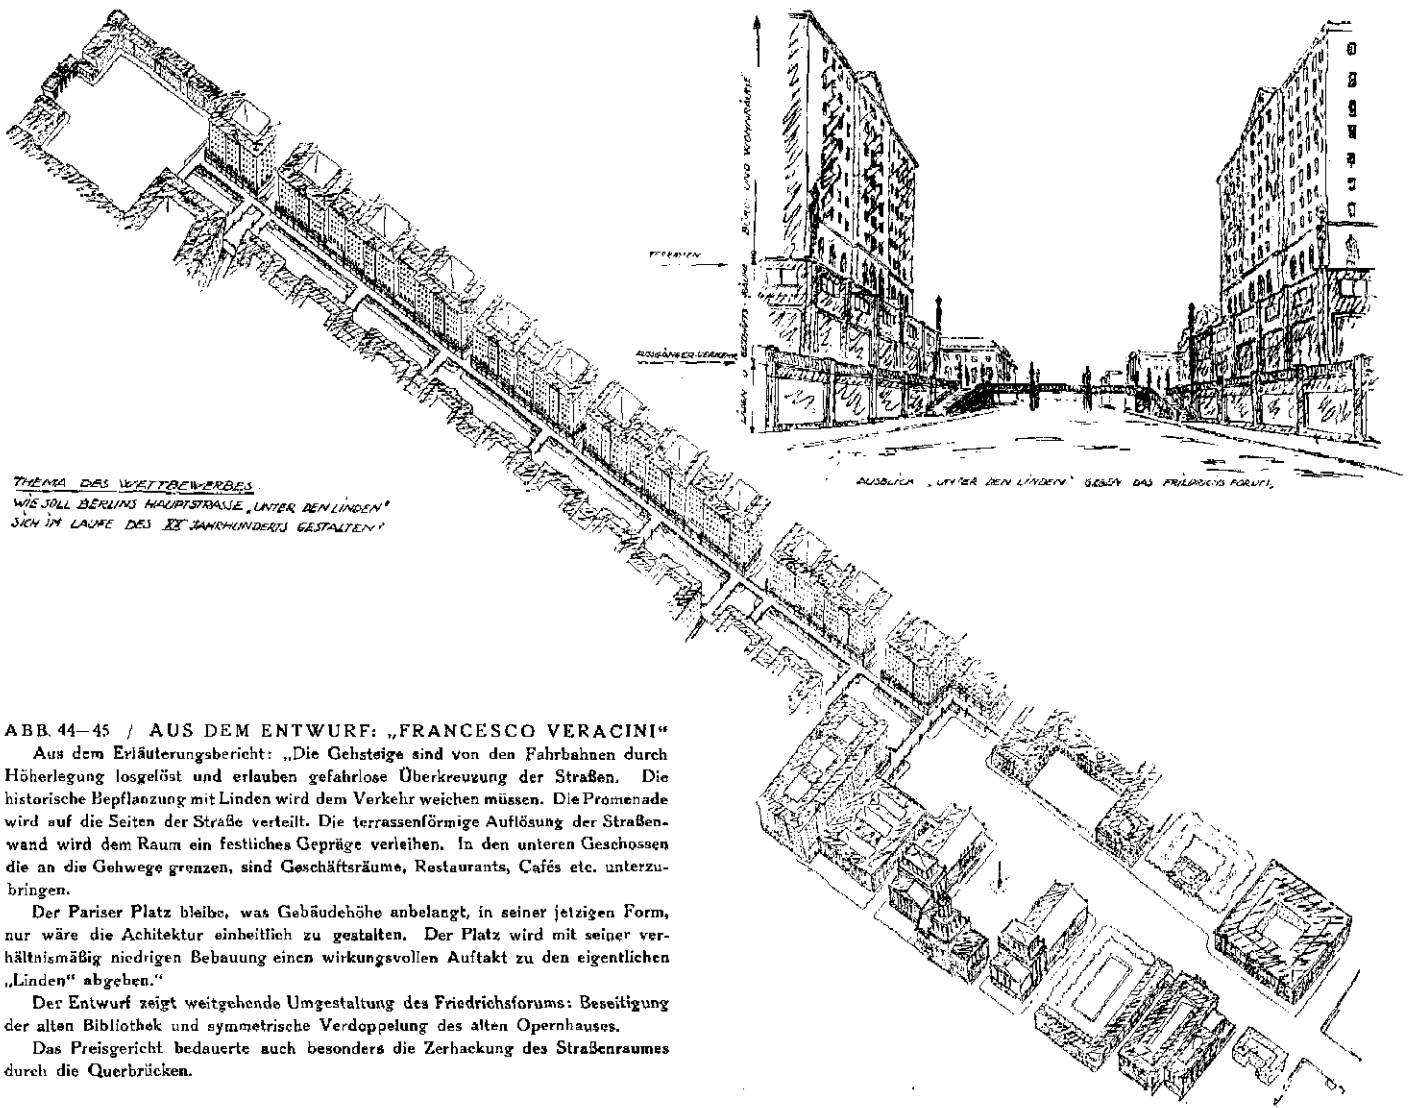 BÜRO UND WOHNRÄUME
TERRASSEN
GESCHÄFTS-RÄUME
LÄDEN
THEMA DES WETTBEWERBES.
WIE SOLL BERLINS HAUPTSTRASSE „UNTER DEN LINDEN"
SICH IM LAUFE DES XX JAHRHUNDERTS GESTALTEN?
AUSBLICK „UNTER DEN LINDEN" GEGEN DAS FRIEDRICHS FORUM.
ABB. 44–45 / AUS DEM ENTWURF: „FRANCESCO VERACINI“
Aus dem Erläuterungsbericht: „Die Gehsteige sind von den Fahrbahnen durch
Höherlegung losgelöst und erlauben gefahrlose Überkreuzung der Straßen. Die
historische Bepflanzung mit Linden wird dem Verkehr weichen müssen. Die Promenade
wird auf die Seiten der Straße verteilt. Die terrassenförmige Auflösung der Straßen-
wand wird dem Raum ein festliches Gepräge verleihen. In den unteren Geschossen
die an die Gehwege grenzen, sind Geschäftsräume, Restaurants, Cafés etc. unterzu-
bringen.
Der Pariser Platz bleibe, was Gebäudehöhe anbelangt, in seiner jetzigen Form,
nur wäre die Achitektur einheitlich zu gestalten. Der Platz wird mit seiner ver-
hältnismäßig niedrigen Bebauung einen wirkungsvollen Auftakt zu den eigentlichen
„Linden“ abgeben.“
Der Entwurf zeigt weitgehende Umgestaltung des Friedrichsforums: Beseitigung
der alten Bibliothek und symmetrische Verdoppelung des alten Opernhauses.
Das Preisgericht bedauerte auch besonders die Zerhackung des Straßenraumes
durch die Querbrücken.